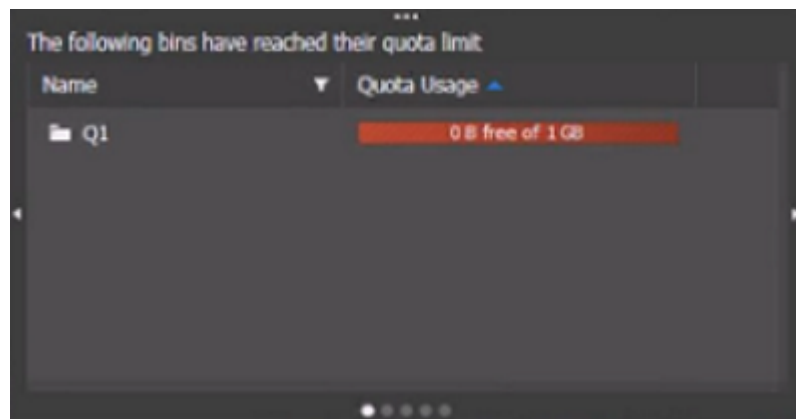 The following bins have reached their quota limit
Name Quota Usage
Q1 0 B free of 1 GB